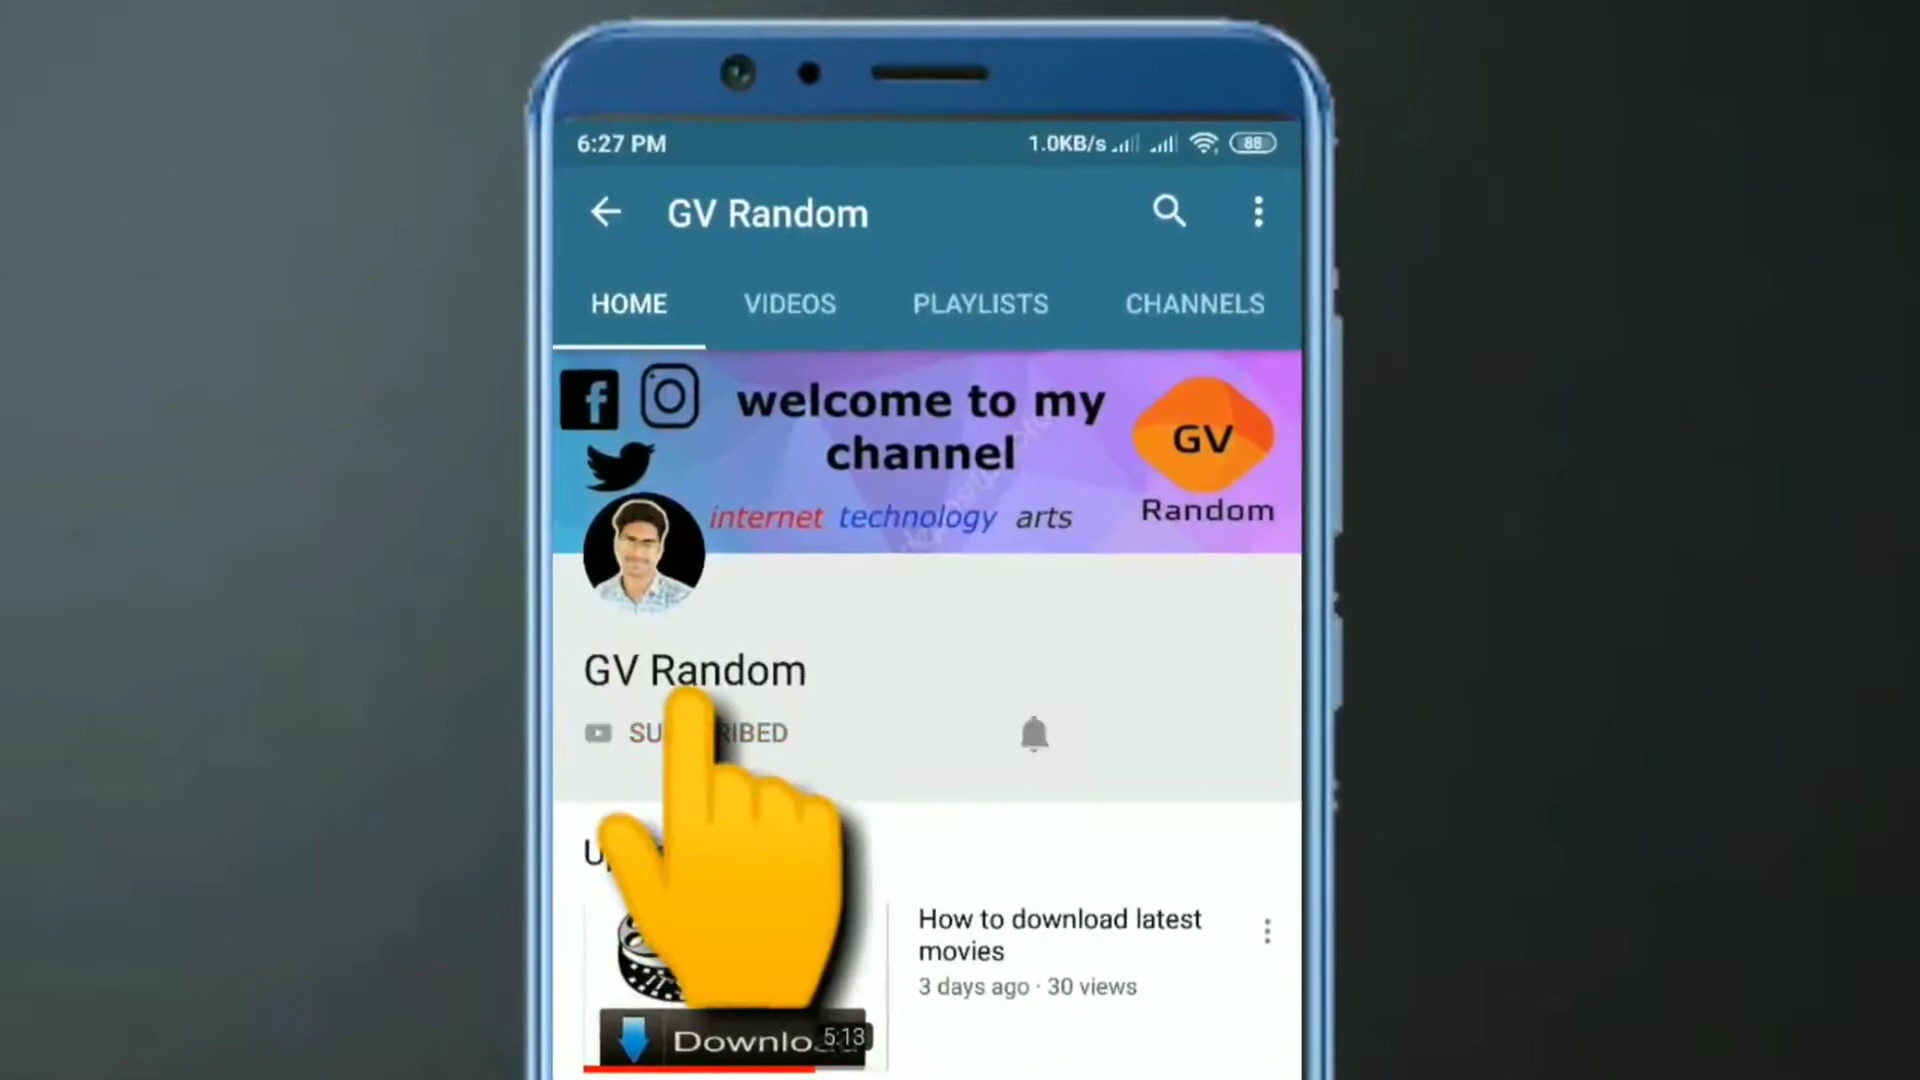 6:27 PM 1.0KB/s 88
GV Random
HOME VIDEOS PLAYLISTS CHANNELS
welcome to my
channel
internet technology arts
GV
Random
GV Random
How to download latest
movies
3 days ago · 30 views
5:13